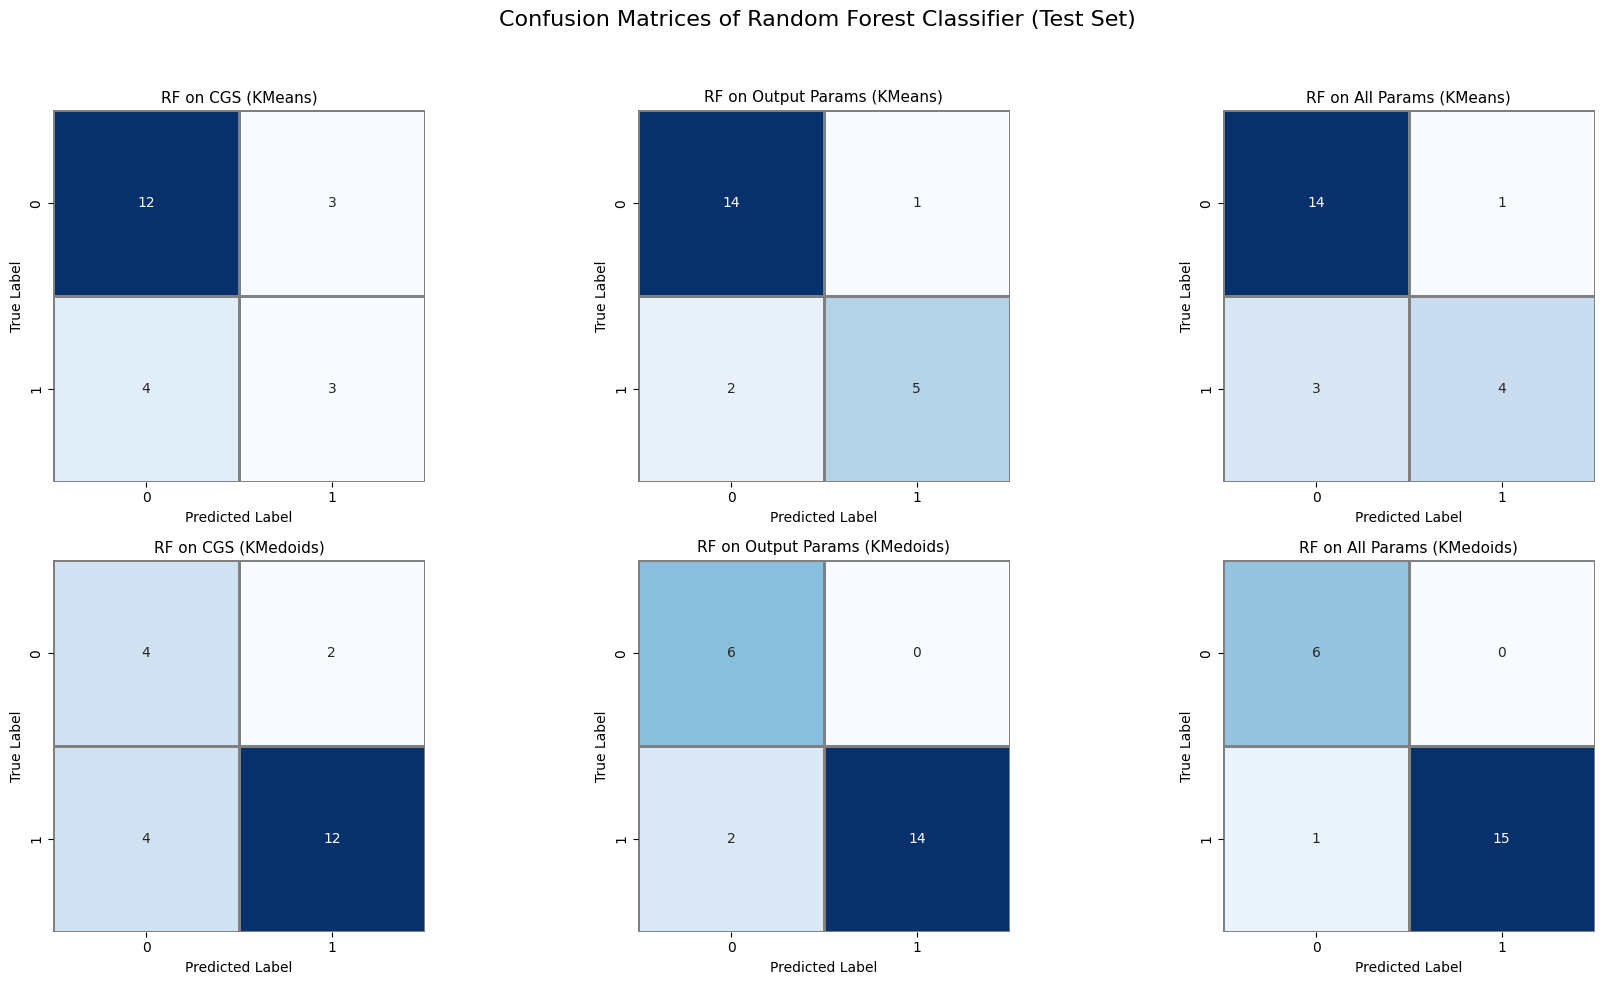 Confusion Matrices of Random Forest Classifier (Test Set)
RF on CGS (KMeans)
True Label
0
1
12
3
4
3
0
1
Predicted Label
RF on Output Params (KMeans)
True Label
0
1
14
1
2
5
0
1
Predicted Label
RF on All Params (KMeans)
True Label
0
1
14
1
3
4
0
1
Predicted Label
RF on CGS (KMedoids)
True Label
0
1
4
2
4
12
0
1
Predicted Label
RF on Output Params (KMedoids)
True Label
0
1
6
0
2
14
0
1
Predicted Label
RF on All Params (KMedoids)
True Label
0
1
6
0
1
15
0
1
Predicted Label